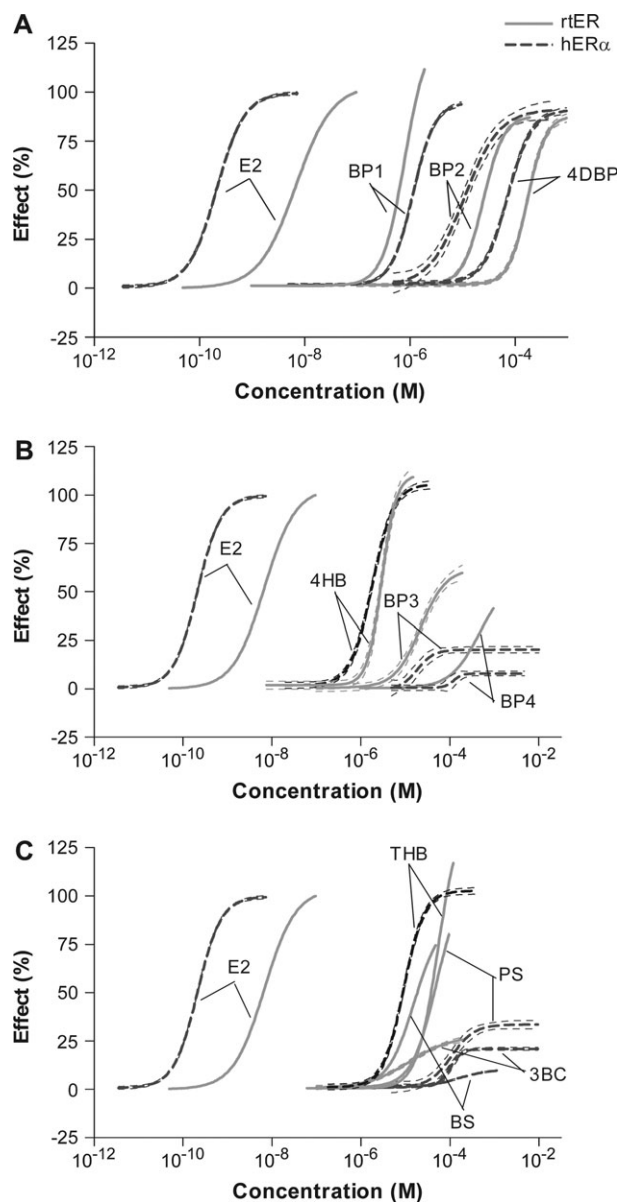 A
rtER
hERα
125
100
75
50
25
0
-25
Effect (%)
E2
BP1
BP2
4DBP
10-12
10-10
10-8
10-6
10-4
Concentration (M)
B
125
100
75
50
25
0
-25
Effect (%)
E2
4HB
BP3
BP4
10-12
10-10
10-8
10-6
10-4
10-2
Concentration (M)
C
125
100
75
50
25
0
-25
Effect (%)
THB
E2
PS
3BC
BS
10-12
10-10
10-8
10-6
10-4
10-2
Concentration (M)